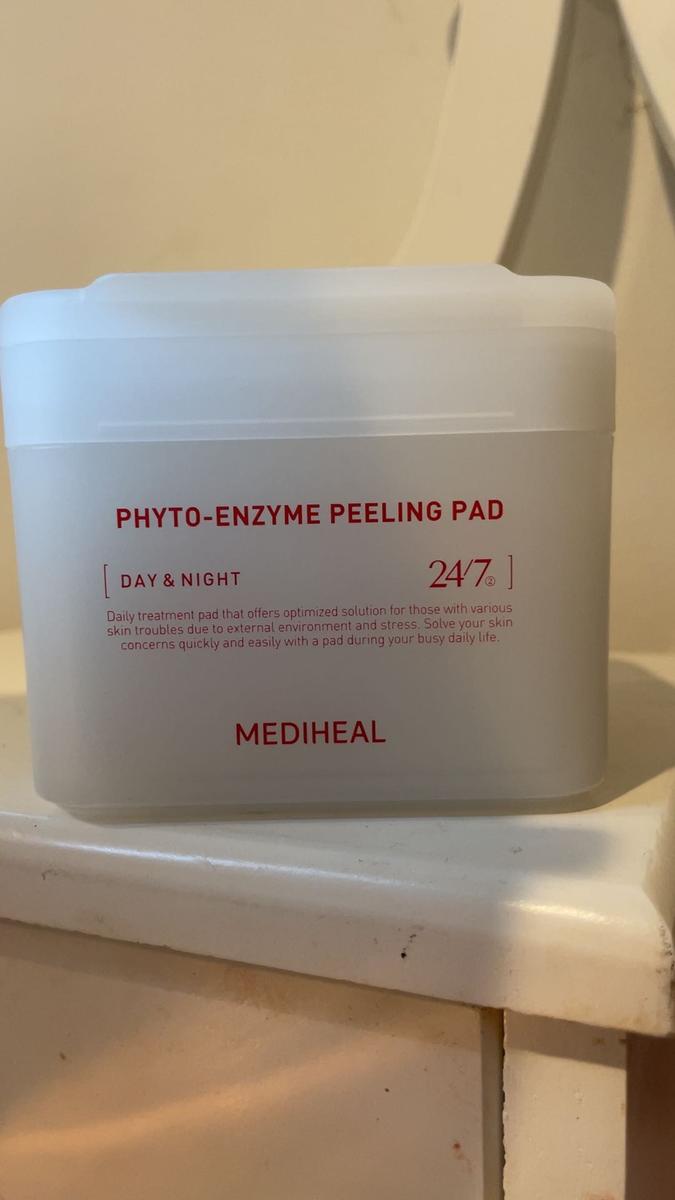 PHYTO-ENZYME PEELING PAD
[ DAY & NIGHT 24/7 ]
Daily treatment pad that offers optimized solution for those with various
skin troubles due to external environment and stress. Solve your skin
concerns quickly and easily with a pad during your busy daily life.
MEDIHEAL